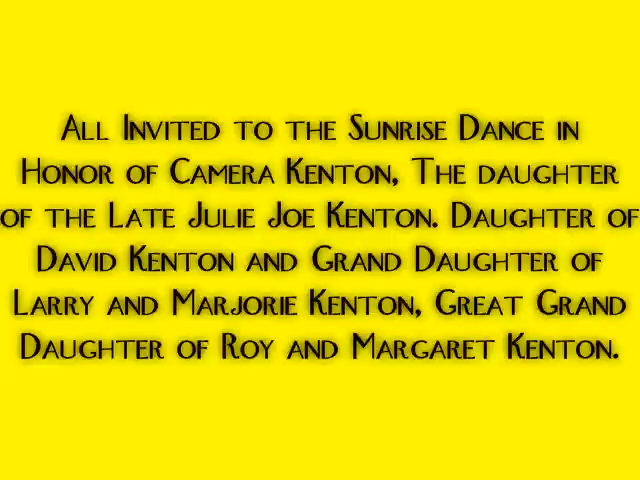 All Invited to the Sunrise Dance in
Honor of Camera Kenton, The daughter
of the Late Julie Joe Kenton. Daughter of
David Kenton and Grand Daughter of
Larry and Marjorie Kenton, Great Grand
Daughter of Roy and Margaret Kenton.